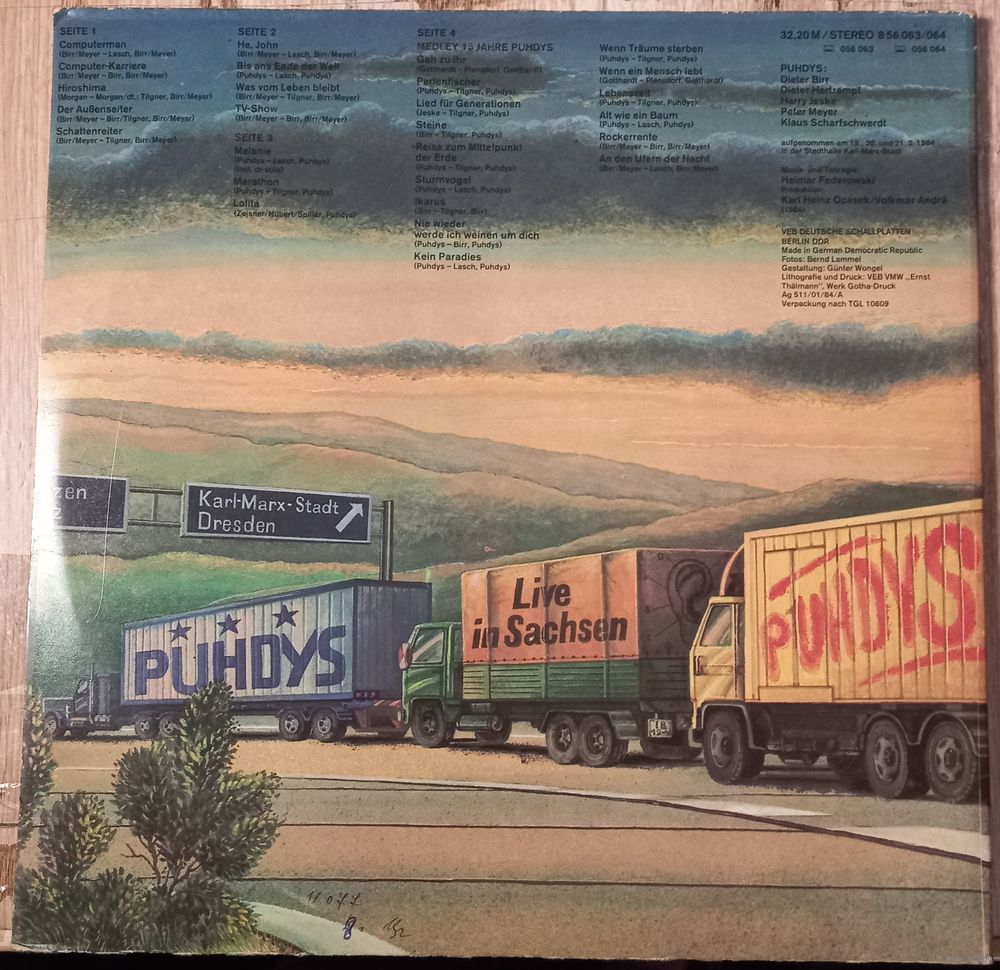 SEITE 1
Computerman
(Birr/Meyer – Lasch, Birr/Meyer)
Computer-Karriere
(Birr/Meyer – Birr, Birr/Meyer)
Hiroshima
(Morgan – Morgan/dt.: Tilgner, Birr/Meyer)
Der Außenseiter
(Birr/Meyer – Tilgner, Birr/Meyer)
Schattenreiter
(Birr/Meyer – Tilgner, Birr/Meyer)
SEITE 2
He, John
(Birr/Meyer – Lasch, Birr/Meyer)
Bis ans Ende der Welt
(Puhdys – Lasch, Puhdys)
Was vom Leben bleibt
(Birr/Meyer – Tilgner, Birr/Meyer)
TV-Show
(Birr/Meyer – Birr, Birr/Meyer)
SEITE 3
Melanie
(Puhdys – Lasch, Puhdys)
Marathon
(Puhdys – Tilgner, Puhdys)
Lolita
(Zeisner/Hubert/Spiller, Puhdys)
SEITE 4
MEDLEY 15 JAHRE PUHDYS
Geh zu ihr
(Gotthardt – Plenzdorf, Gotthardt)
Perlenfischer
(Puhdys – Tilgner, Puhdys)
Lied für Generationen
(Jeske – Tilgner, Puhdys)
Steine
(Birr – Tilgner, Puhdys)
Reise zum Mittelpunkt
der Erde
(Puhdys – Tilgner, Puhdys)
Sturmvogel
(Puhdys – Lasch, Puhdys)
Ikarus
(Birr – Tilgner, Birr)
Nie wieder
werde ich weinen um dich
(Puhdys – Birr, Puhdys)
Kein Paradies
(Puhdys – Lasch, Puhdys)
Wenn Träume sterben
(Puhdys – Tilgner, Puhdys)
Wenn ein Mensch lebt
(Gotthardt – Plenzdorf, Gotthardt)
Lebenszeit
(Puhdys – Tilgner, Puhdys)
Alt wie ein Baum
(Puhdys – Lasch, Puhdys)
Rockerrente
(Birr/Meyer – Birr, Birr/Meyer)
An den Ufern der Nacht
(Birr/Meyer – Lasch, Birr/Meyer)
32,20 M / STEREO 8 56 063/064
056 063 056 064
PUHDYS:
Dieter Birr
Dieter Hertrampf
Harry Jeske
Peter Meyer
Klaus Scharfschwerdt
aufgenommen am 19., 20. und 21. 3. 1984
in der Stadthalle Karl-Marx-Stadt
Musik- und Tonregie:
Helmar Federowski
Produktion:
Karl Heinz Ocasek/Volkmar Andrä
(1984)
VEB DEUTSCHE SCHALLPLATTEN
BERLIN DDR
Made in German Democratic Republic
Fotos: Bernd Lammel
Gestaltung: Günter Wongel
Lithografie und Druck: VEB VMW „Ernst
Thälmann", Werk Gotha-Druck
Ag 511/01/84/A
Verpackung nach TGL 10609
zen
Karl-Marx-Stadt
Dresden
PUHDYS
Live
in Sachsen
PUHDYS